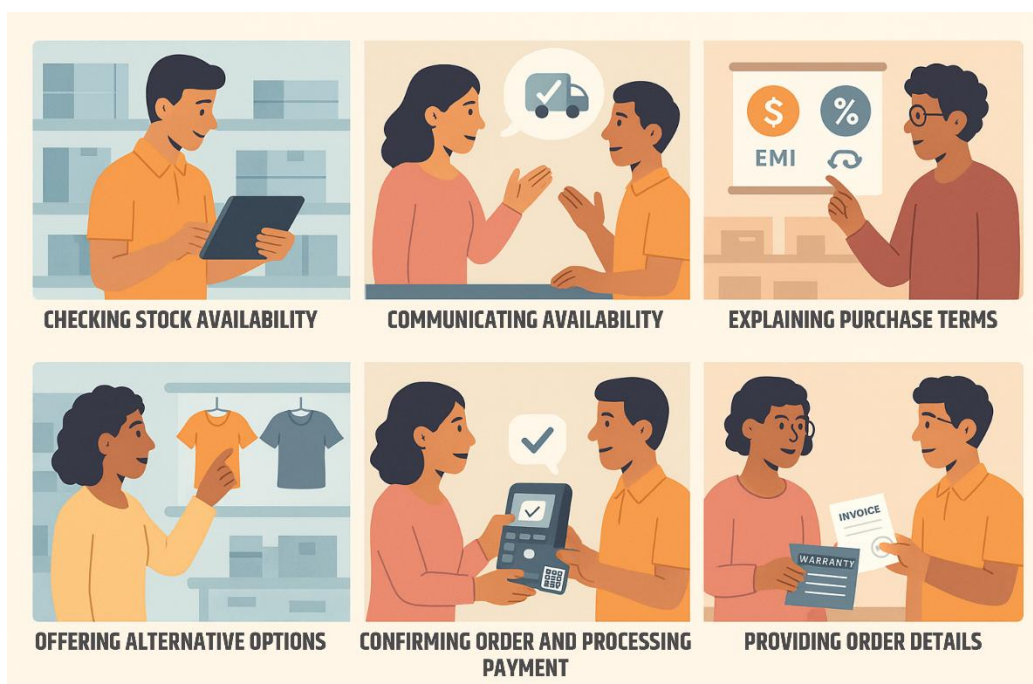 $ %
EMI
CHECKING STOCK AVAILABILITY
COMMUNICATING AVAILABILITY
EXPLAINING PURCHASE TERMS
INVOICE
WARRANTY
OFFERING ALTERNATIVE OPTIONS
CONFIRMING ORDER AND PROCESSING
PAYMENT
PROVIDING ORDER DETAILS